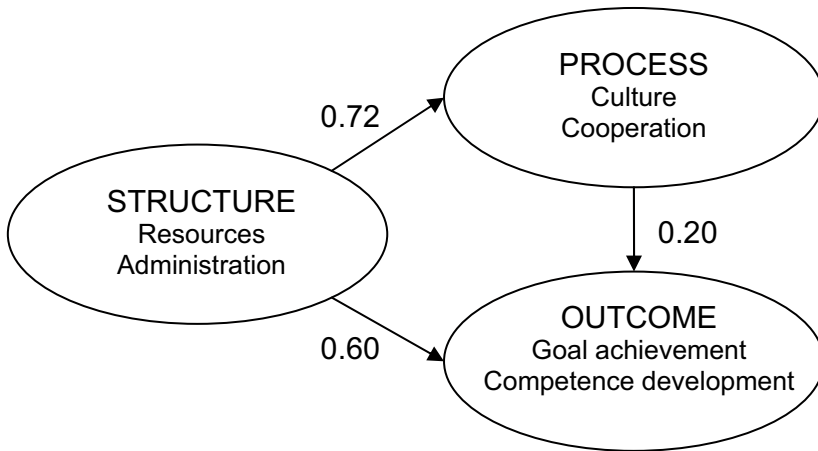 PROCESS
Culture
Cooperation
0.72
STRUCTURE
Resources
Administration
0.20
0.60
OUTCOME
Goal achievement
Competence development